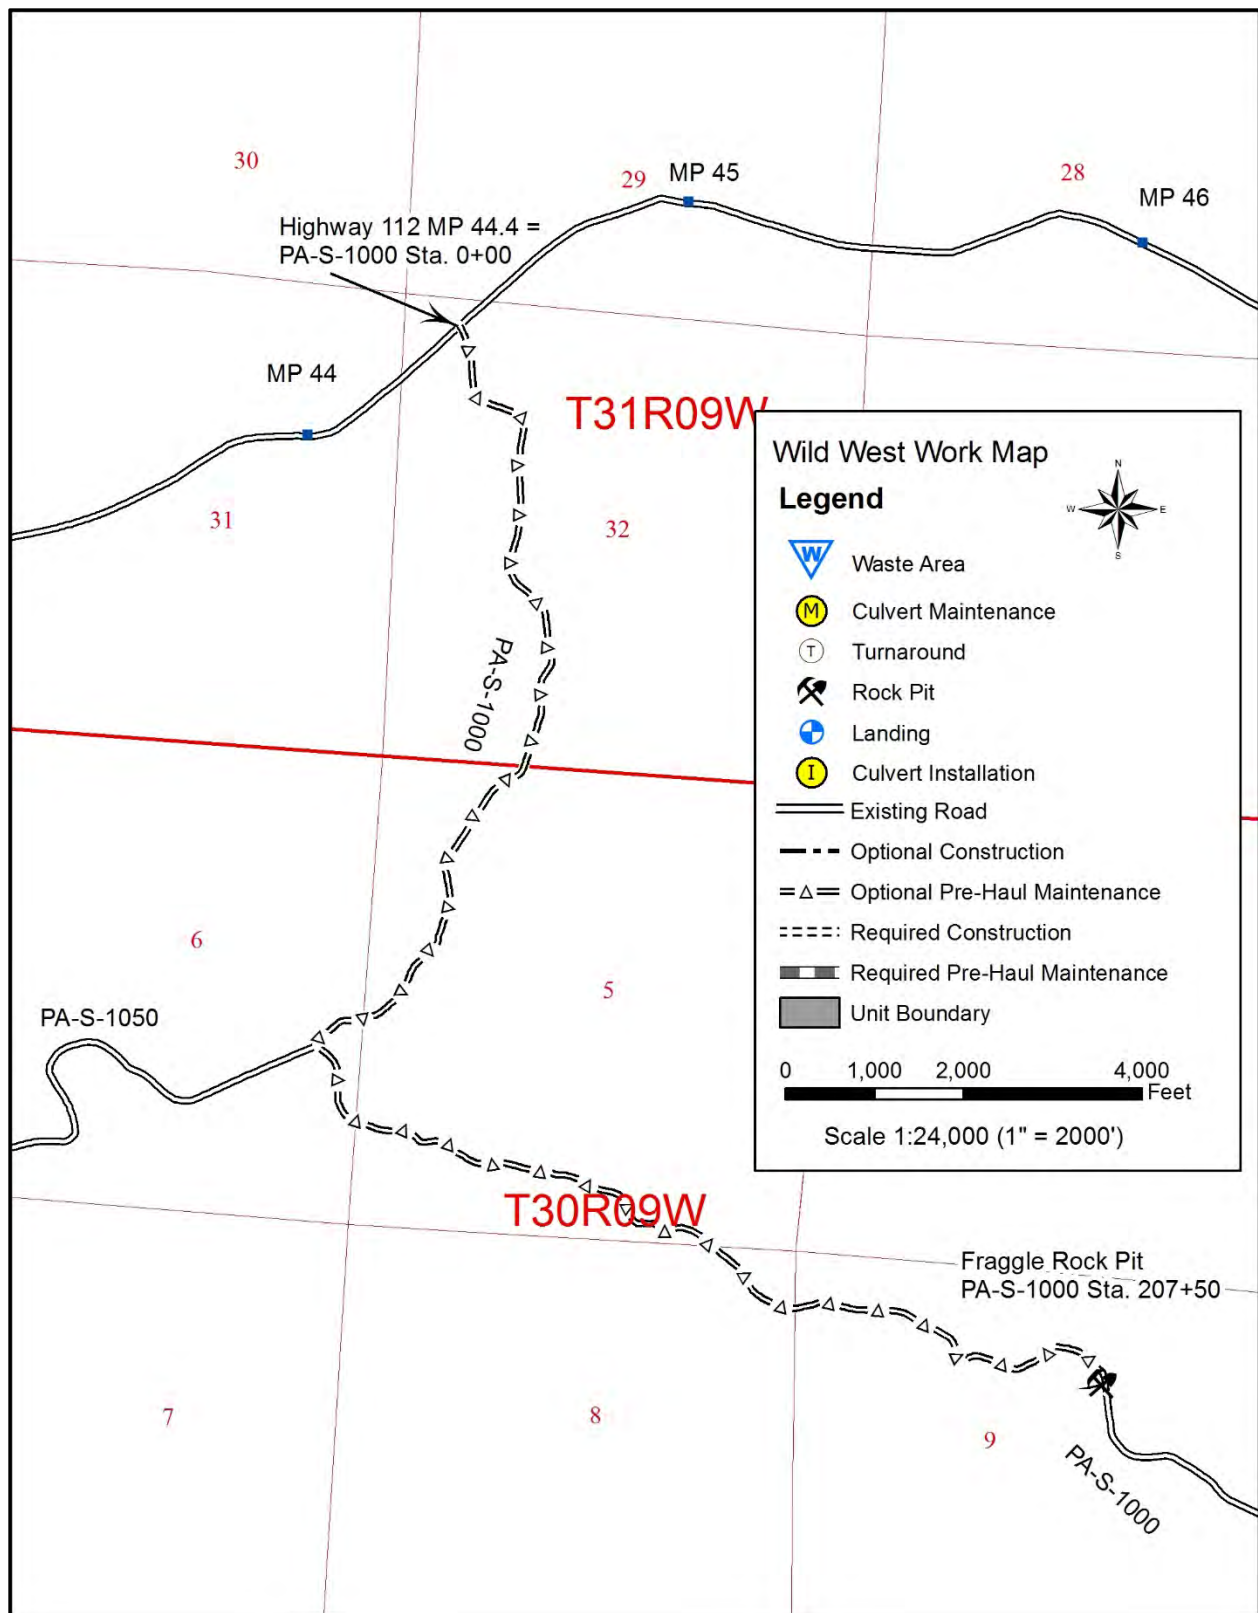 30
29
MP 45
28
MP 46
Highway 112 MP 44.4 =
PA-S-1000 Sta. 0+00
MP 44
T31R09W
31
32
PA-S-1000
Wild West Work Map
Legend
N
W
E
S
W
Waste Area
M
Culvert Maintenance
T
Turnaround
Rock Pit
Landing
I
Culvert Installation
Existing Road
Optional Construction
Optional Pre-Haul Maintenance
Required Construction
Required Pre-Haul Maintenance
Unit Boundary
0 1,000 2,000 4,000
Feet
Scale 1:24,000 (1" = 2000')
6
5
PA-S-1050
T30R09W
Fraggle Rock Pit
PA-S-1000 Sta. 207+50
7
8
9
PA-S-1000